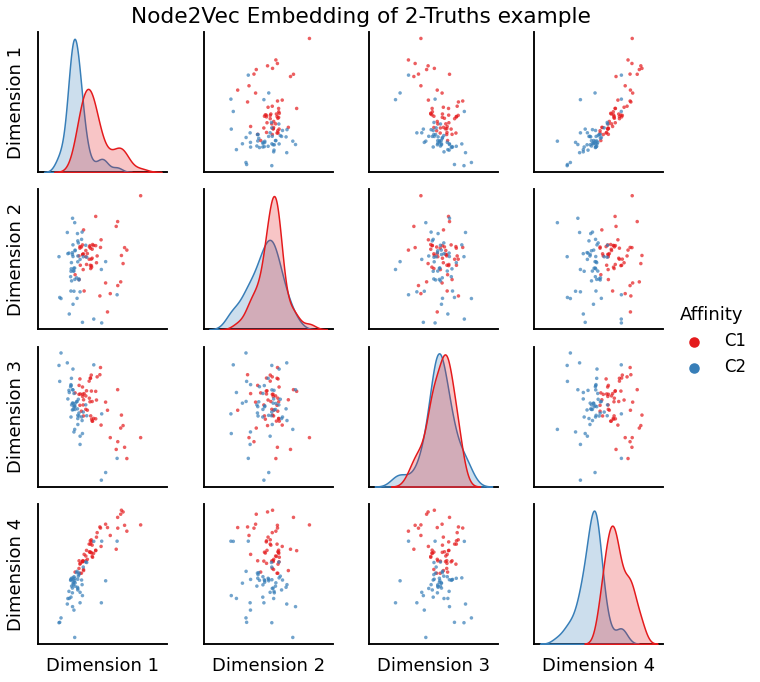 Node2Vec Embedding of 2-Truths example
Dimension 1
Dimension 2
Dimension 3
Dimension 4
Affinity
C1
C2
Dimension 1
Dimension 2
Dimension 3
Dimension 4